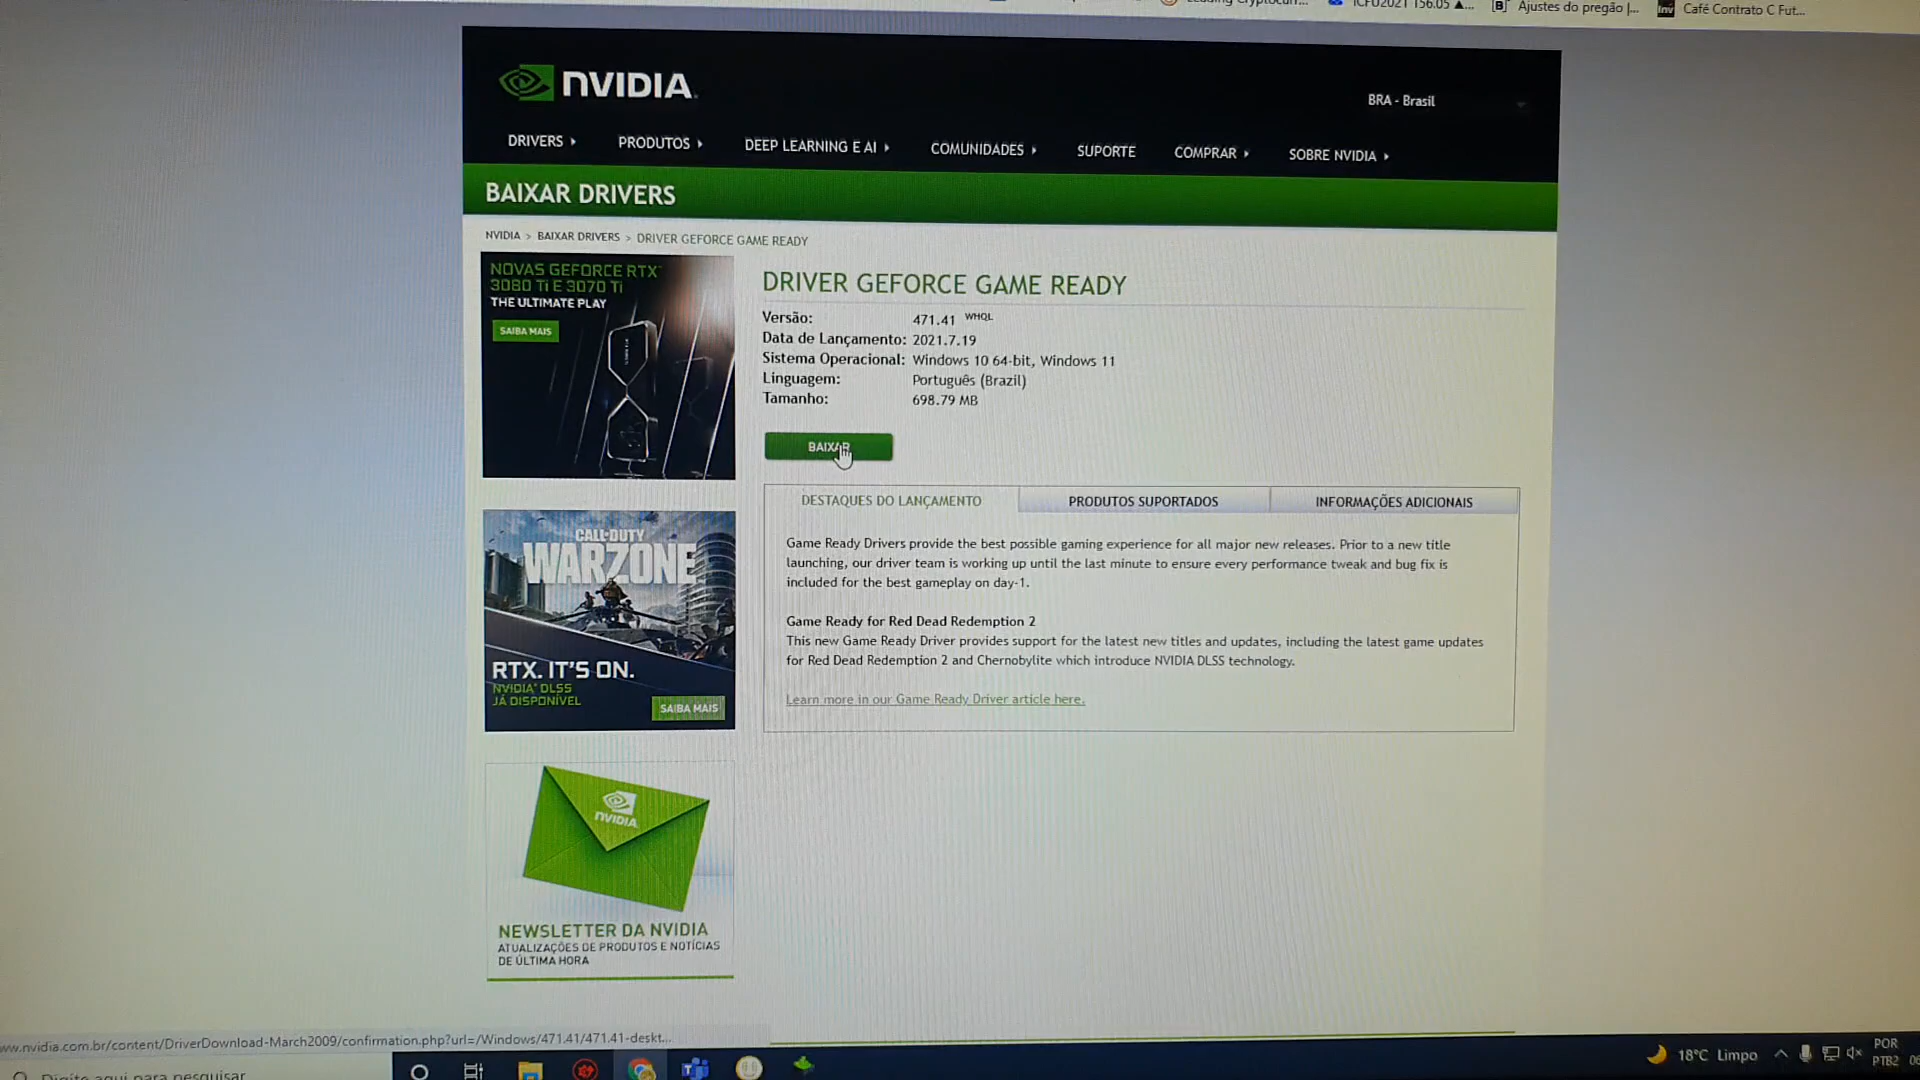 Ajustes do pregão |...
Café Contrato C Fut...
NVIDIA
BRA - Brasil
DRIVERS
PRODUTOS
DEEP LEARNING E AI
COMUNIDADES
SUPORTE
COMPRAR
SOBRE NVIDIA
BAIXAR DRIVERS
NVIDIA > BAIXAR DRIVERS > DRIVER GEFORCE GAME READY
NOVAS GEFORCE RTX
3080 Ti E 3070 Ti
THE ULTIMATE PLAY
SAIBA MAIS
DRIVER GEFORCE GAME READY
Versão: 471.41 WHQL
Data de Lançamento: 2021.7.19
Sistema Operacional: Windows 10 64-bit, Windows 11
Linguagem: Português (Brazil)
Tamanho: 698.79 MB
BAIXAR
DESTAQUES DO LANÇAMENTO
PRODUTOS SUPORTADOS
INFORMAÇÕES ADICIONAIS
Game Ready Drivers provide the best possible gaming experience for all major new releases. Prior to a new title
launching, our driver team is working up until the last minute to ensure every performance tweak and bug fix is
included for the best gameplay on day-1.
Game Ready for Red Dead Redemption 2
This new Game Ready Driver provides support for the latest new titles and updates, including the latest game updates
for Red Dead Redemption 2 and Chernobylite which introduce NVIDIA DLSS technology.
Learn more in our Game Ready Driver article here.
CALL·DUTY
WARZONE
RTX. IT'S ON.
NVIDIA® DLSS
JÁ DISPONÍVEL
SAIBA MAIS
NVIDIA
NEWSLETTER DA NVIDIA
ATUALIZAÇÕES DE PRODUTOS E NOTÍCIAS
DE ÚLTIMA HORA
ww.nvidia.com.br/content/DriverDownload-March2009/confirmation.php?url=/Windows/471.41/471.41-deskt...
Digite aqui para pesquisar
18°C Limpo
POR
PTB2